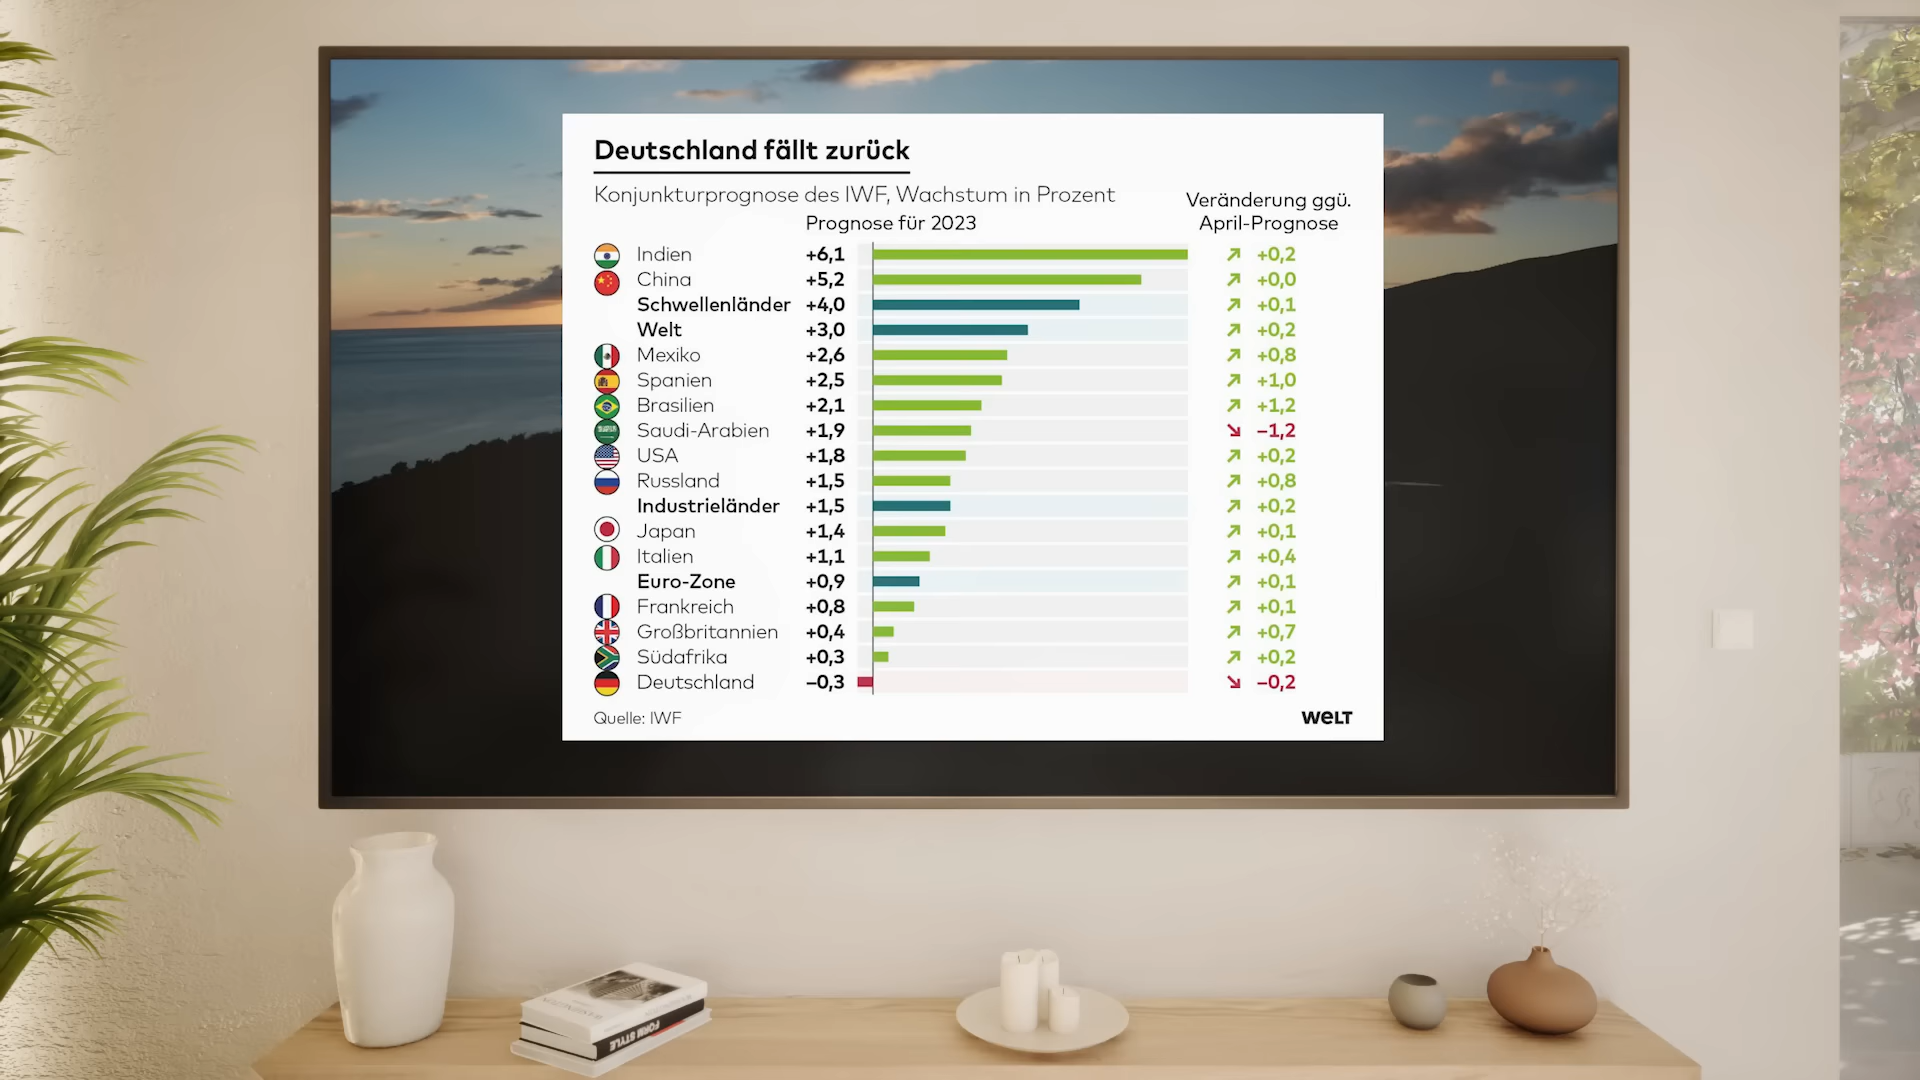 Deutschland fällt zurück
Konjunkturprognose des IWF, Wachstum in Prozent
Prognose für 2023
Veränderung ggü.
April-Prognose
Indien +6,1 +0,2
China +5,2 +0,0
Schwellenländer +4,0 +0,1
Welt +3,0 +0,2
Mexiko +2,6 +0,8
Spanien +2,5 +1,0
Brasilien +2,1 +1,2
Saudi-Arabien +1,9 –1,2
USA +1,8 +0,2
Russland +1,5 +0,8
Industrieländer +1,5 +0,2
Japan +1,4 +0,1
Italien +1,1 +0,4
Euro-Zone +0,9 +0,1
Frankreich +0,8 +0,1
Großbritannien +0,4 +0,7
Südafrika +0,3 +0,2
Deutschland –0,3 –0,2
Quelle: IWF
WELT
FORM STYLE